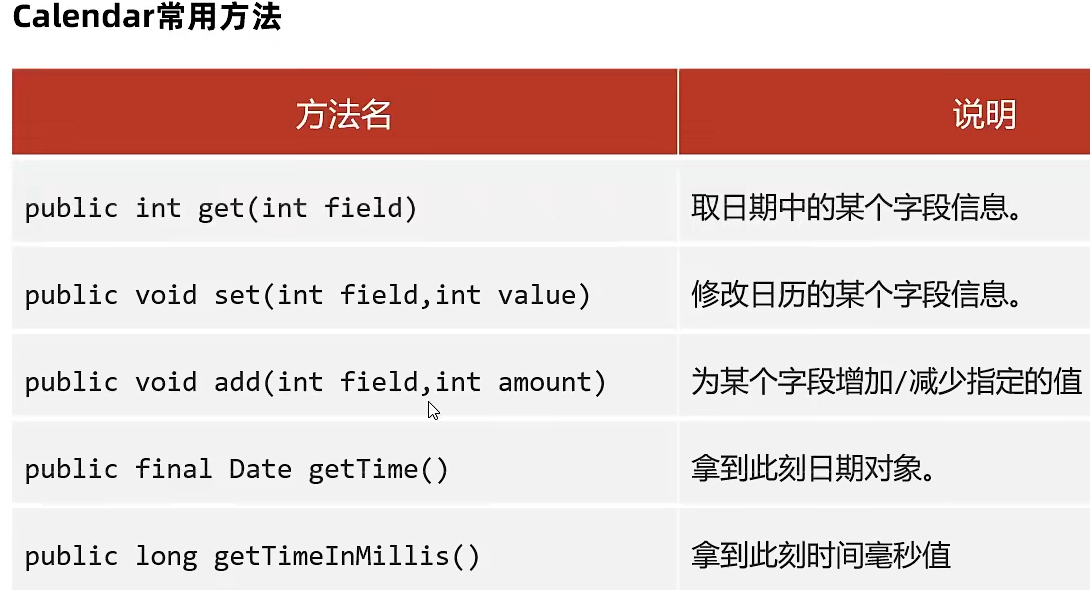 Calendar常用方法
方法名 说明
public int get(int field) 取日期中的某个字段信息。
public void set(int field,int value) 修改日历的某个字段信息。
public void add(int field,int amount) 为某个字段增加/减少指定的值
public final Date getTime() 拿到此刻日期对象。
public long getTimeInMillis() 拿到此刻时间毫秒值